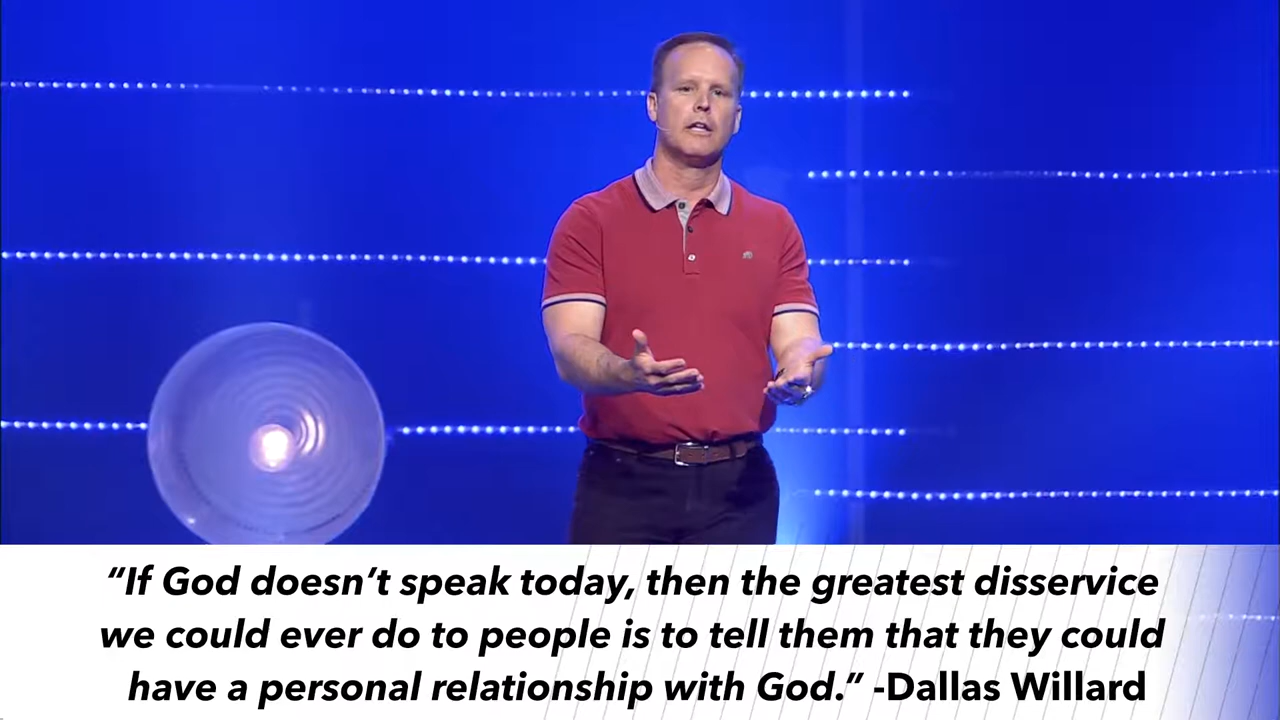 “If God doesn’t speak today, then the greatest disservice
we could ever do to people is to tell them that they could
have a personal relationship with God.” -Dallas Willard